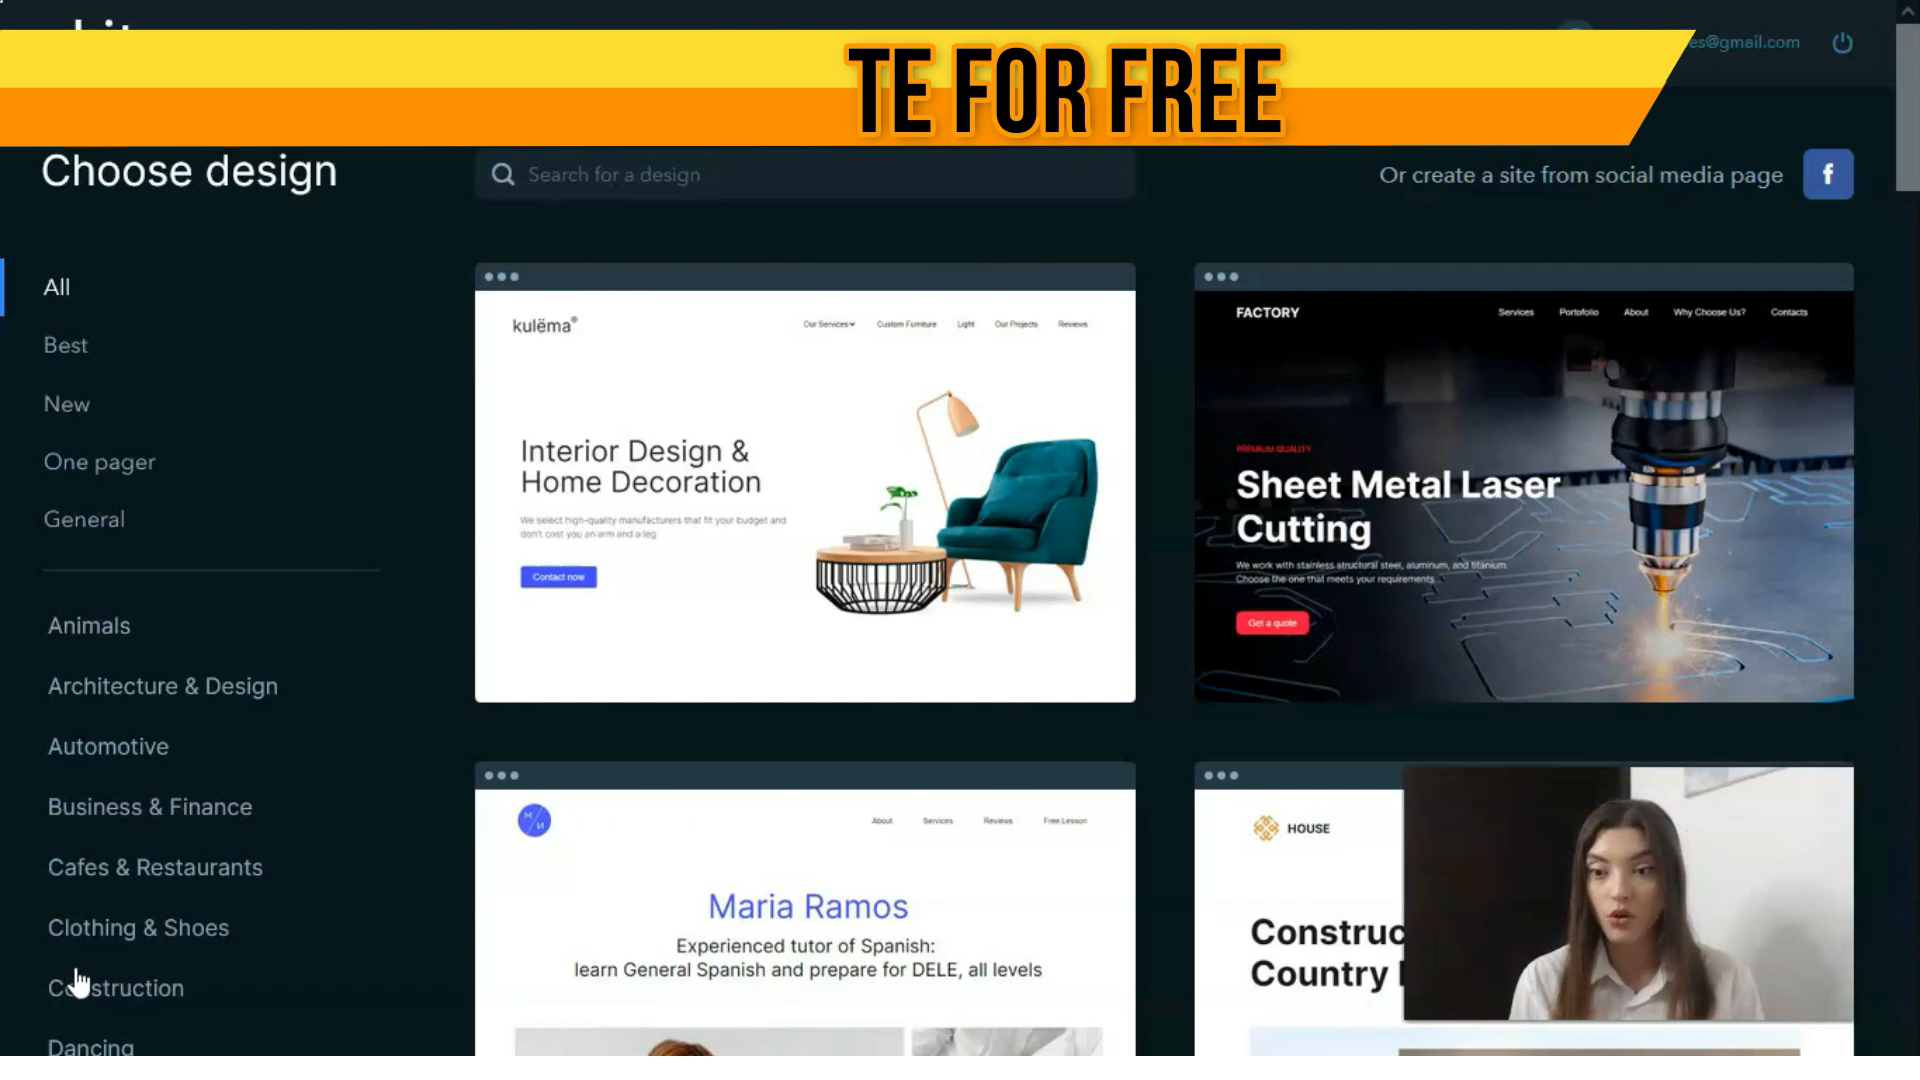 TE FOR FREE
es@gmail.com
Choose design
Search for a design
Or create a site from social media page
f
All
Best
New
One pager
General
Animals
Architecture & Design
Automotive
Business & Finance
Cafes & Restaurants
Clothing & Shoes
Construction
Dancing
kulëma®
Our Services
Custom Furniture
Light
Our Projects
Reviews
Interior Design &
Home Decoration
We select high-quality manufacturers that fit your budget and
don't cost you an arm and a leg
Contact now
FACTORY
Services
Portofolio
About
Why Choose Us?
Contacts
PREMIUM QUALITY
Sheet Metal Laser
Cutting
We work with stainless structural steel, aluminum, and titanium.
Choose the one that meets your requirements.
Get a quote
About
Services
Reviews
Free Lesson
Maria Ramos
Experienced tutor of Spanish:
learn General Spanish and prepare for DELE, all levels
HOUSE
Construc
Country